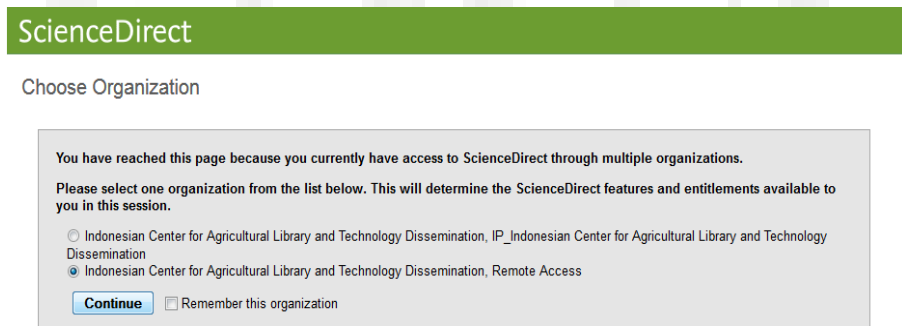 ScienceDirect
Choose Organization
You have reached this page because you currently have access to ScienceDirect through multiple organizations.
Please select one organization from the list below. This will determine the ScienceDirect features and entitlements available to
you in this session.
Indonesian Center for Agricultural Library and Technology Dissemination, IP_Indonesian Center for Agricultural Library and Technology
Dissemination
Indonesian Center for Agricultural Library and Technology Dissemination, Remote Access
Continue Remember this organization